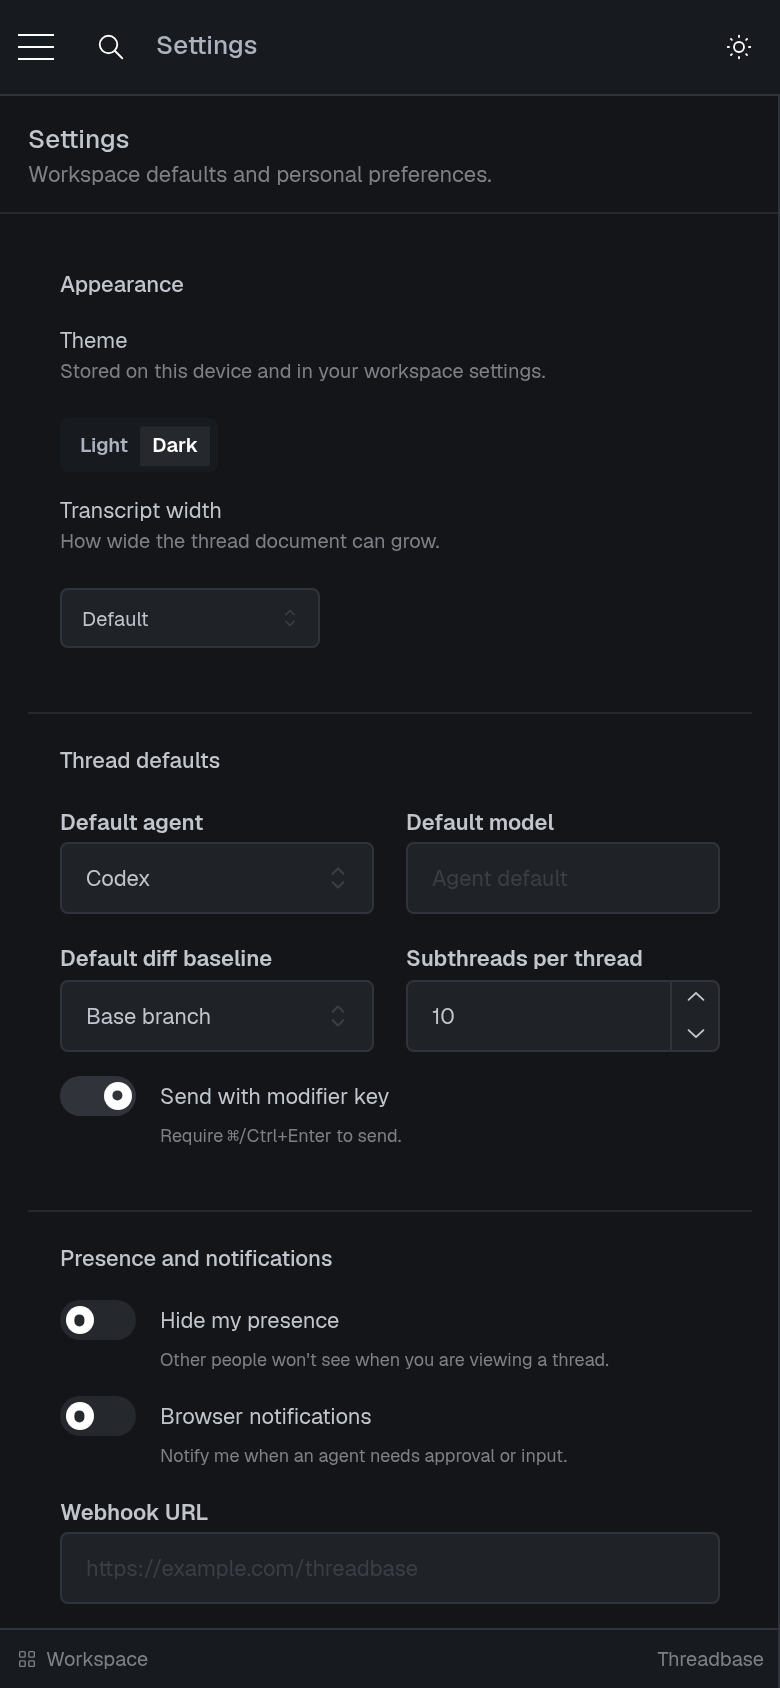 Settings
Settings
Workspace defaults and personal preferences.
Appearance
Theme
Stored on this device and in your workspace settings.
Light Dark
Transcript width
How wide the thread document can grow.
Default
Thread defaults
Default agent Default model
Codex Agent default
Default diff baseline Subthreads per thread
Base branch 10
Send with modifier key
Require ⌘/Ctrl+Enter to send.
Presence and notifications
Hide my presence
Other people won't see when you are viewing a thread.
Browser notifications
Notify me when an agent needs approval or input.
Webhook URL
https://example.com/threadbase
Workspace Threadbase